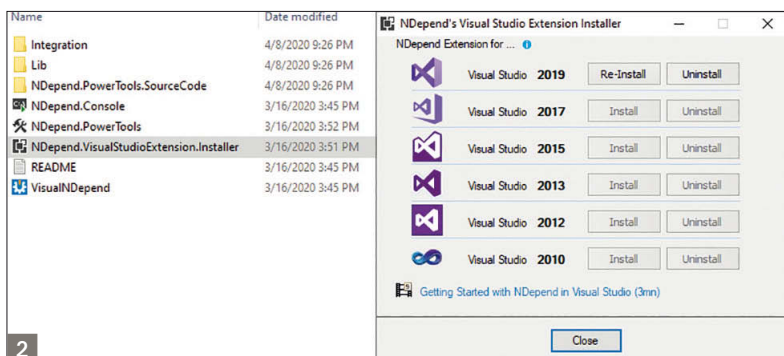 Name Date modified
Integration 4/8/2020 9:26 PM
Lib 4/8/2020 9:26 PM
NDepend.PowerTools.SourceCode 4/8/2020 9:26 PM
NDepend.Console 3/16/2020 3:45 PM
NDepend.PowerTools 3/16/2020 3:52 PM
NDepend.VisualStudioExtension.Installer 3/16/2020 3:51 PM
README 3/16/2020 3:45 PM
VisualNDepend 3/16/2020 3:45 PM
2
NDepend's Visual Studio Extension Installer
NDepend Extension for ...
Visual Studio 2019 Re-Install Uninstall
Visual Studio 2017 Install Uninstall
Visual Studio 2015 Install Uninstall
Visual Studio 2013 Install Uninstall
Visual Studio 2012 Install Uninstall
Visual Studio 2010 Install Uninstall
Getting Started with NDepend in Visual Studio (3mn)
Close